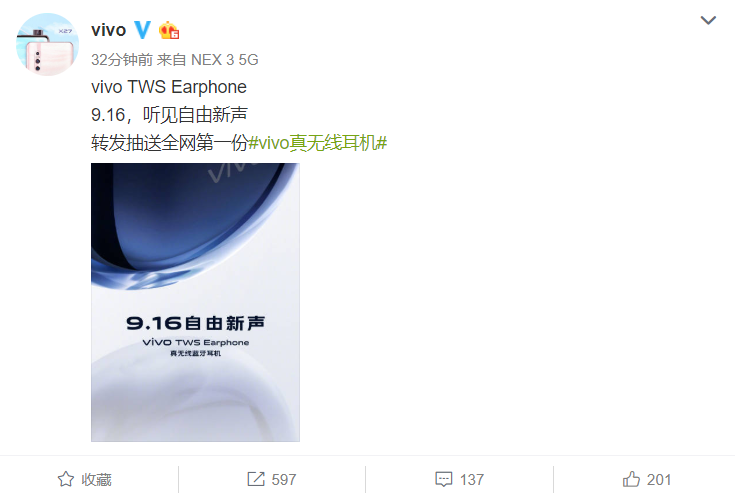 X27
vivo
32分钟前 来自 NEX 3 5G
vivo TWS Earphone
9.16，听见自由新声
转发抽送全网第一份#vivo真无线耳机#
vivo
9.16自由新声
vivo TWS Earphone
真无线蓝牙耳机
收藏
597
137
201